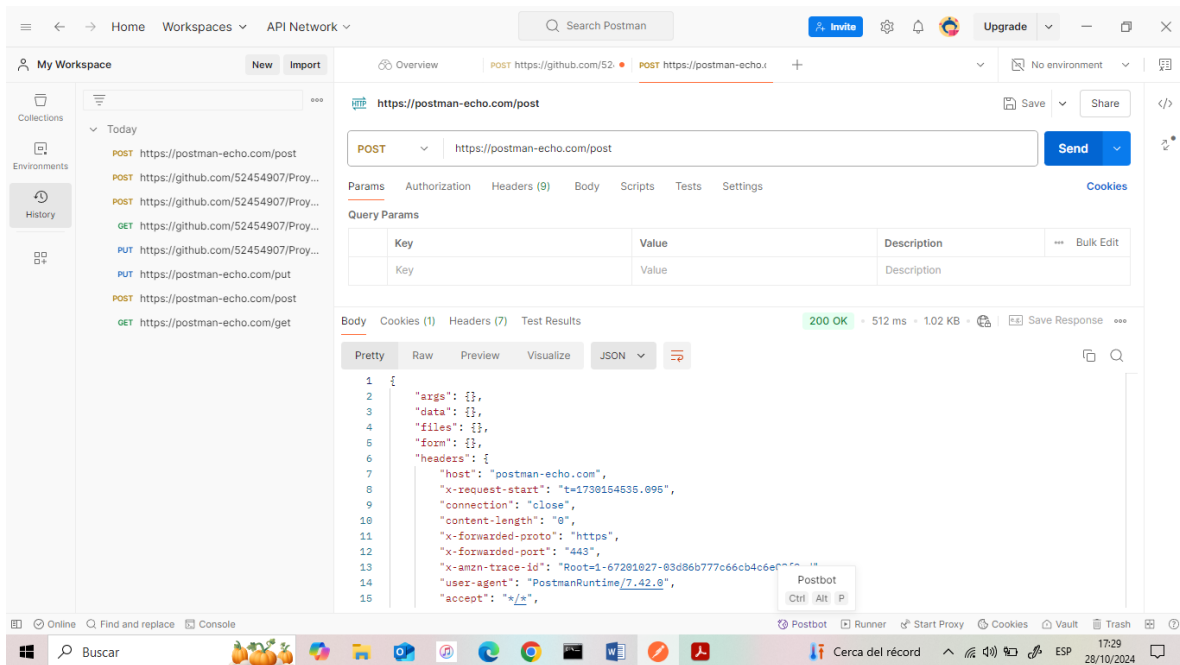 Home Workspaces API Network Search Postman Invite Upgrade
My Workspace New Import Overview POST https://github.com/52 POST https://postman-echo. No environment
HTTP https://postman-echo.com/post Save Share
Collections
Environments
History
Today
POST https://postman-echo.com/post
POST https://github.com/52454907/Proy...
POST https://github.com/52454907/Proy...
GET https://github.com/52454907/Proy...
PUT https://github.com/52454907/Proy...
PUT https://postman-echo.com/put
POST https://postman-echo.com/post
GET https://postman-echo.com/get
POST https://postman-echo.com/post Send
Params Authorization Headers (9) Body Scripts Tests Settings Cookies
Query Params
Key Value Description Bulk Edit
Key Value Description
Body Cookies (1) Headers (7) Test Results 200 OK 512 ms 1.02 KB Save Response
Pretty Raw Preview Visualize JSON
1 {
2 "args": {},
3 "data": {},
4 "files": {},
5 "form": {},
6 "headers": {
7 "host": "postman-echo.com",
8 "x-request-start": "t=1730154535.095",
9 "connection": "close",
10 "content-length": "0",
11 "x-forwarded-proto": "https",
12 "x-forwarded-port": "443",
13 "x-amzn-trace-id":
14 "user-agent": "PostmanRuntime/7.42.0",
15 "accept": "*/*",
Postbot
Ctrl Alt P
Online Find and replace Console Postbot Runner Start Proxy Cookies Vault Trash
Buscar Cerca del récord ESP 17:29
28/10/2024